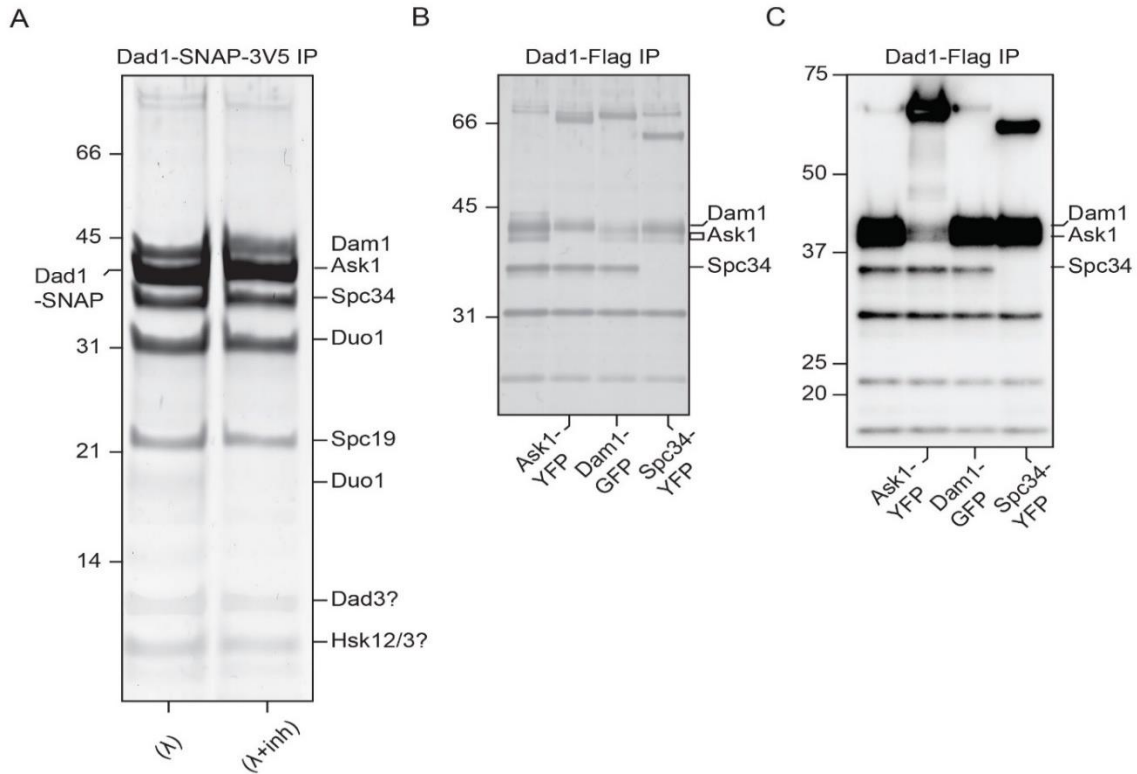 A
Dad1-SNAP-3V5 IP
66
45
Dad1
-SNAP
31
21
14
Dam1
Ask1
Spc34
Duo1
Spc19
Duo1
Dad3?
Hsk12/3?
(λ)
(λ+inh)
B
Dad1-Flag IP
66
45
31
Dam1
Ask1
Spc34
Ask1-
YFP
Dam1-
GFP
Spc34-
YFP
C
Dad1-Flag IP
75
50
37
25
20
Dam1
Ask1
Spc34
Ask1-
YFP
Dam1-
GFP
Spc34-
YFP